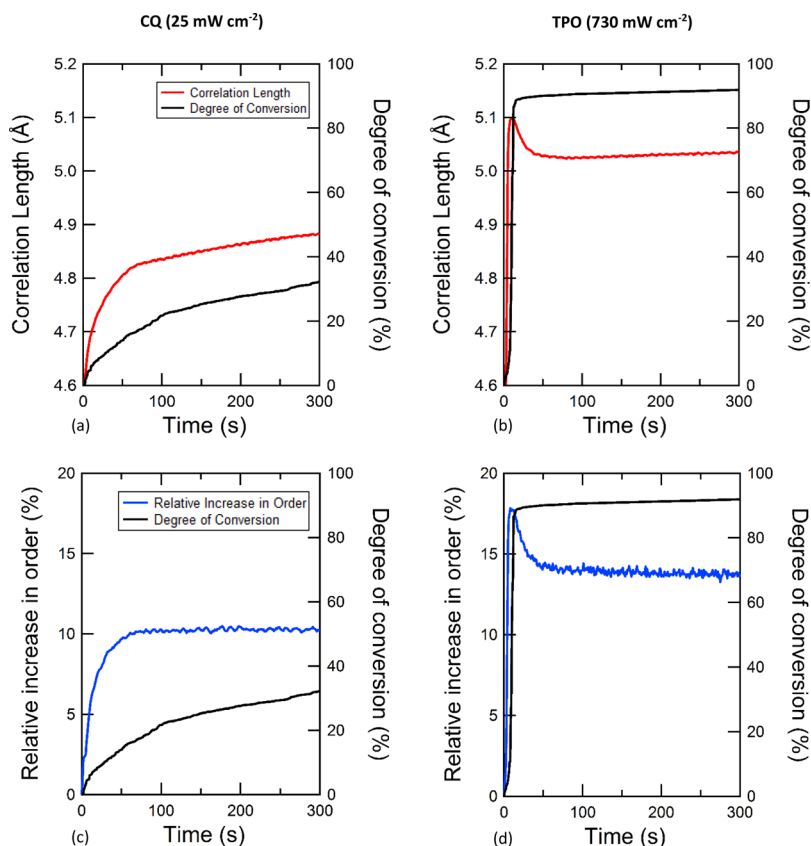 CQ (25 mW cm⁻²)
TPO (730 mW cm⁻²)
5.2
5.1
5.0
4.9
4.8
4.7
4.6
Correlation Length (Å)
Correlation Length
Degree of Conversion
100
80
60
40
20
0
Degree of conversion (%)
0
100
200
300
Time (s)
(a)
5.2
5.1
5.0
4.9
4.8
4.7
4.6
Correlation Length (Å)
100
80
60
40
20
0
Degree of conversion (%)
0
100
200
300
Time (s)
(b)
20
15
10
5
0
Relative increase in order (%)
Relative Increase in Order
Degree of Conversion
100
80
60
40
20
0
Degree of conversion (%)
0
100
200
300
Time (s)
(c)
20
15
10
5
0
Relative increase in order (%)
100
80
60
40
20
0
Degree of conversion (%)
0
100
200
300
Time (s)
(d)